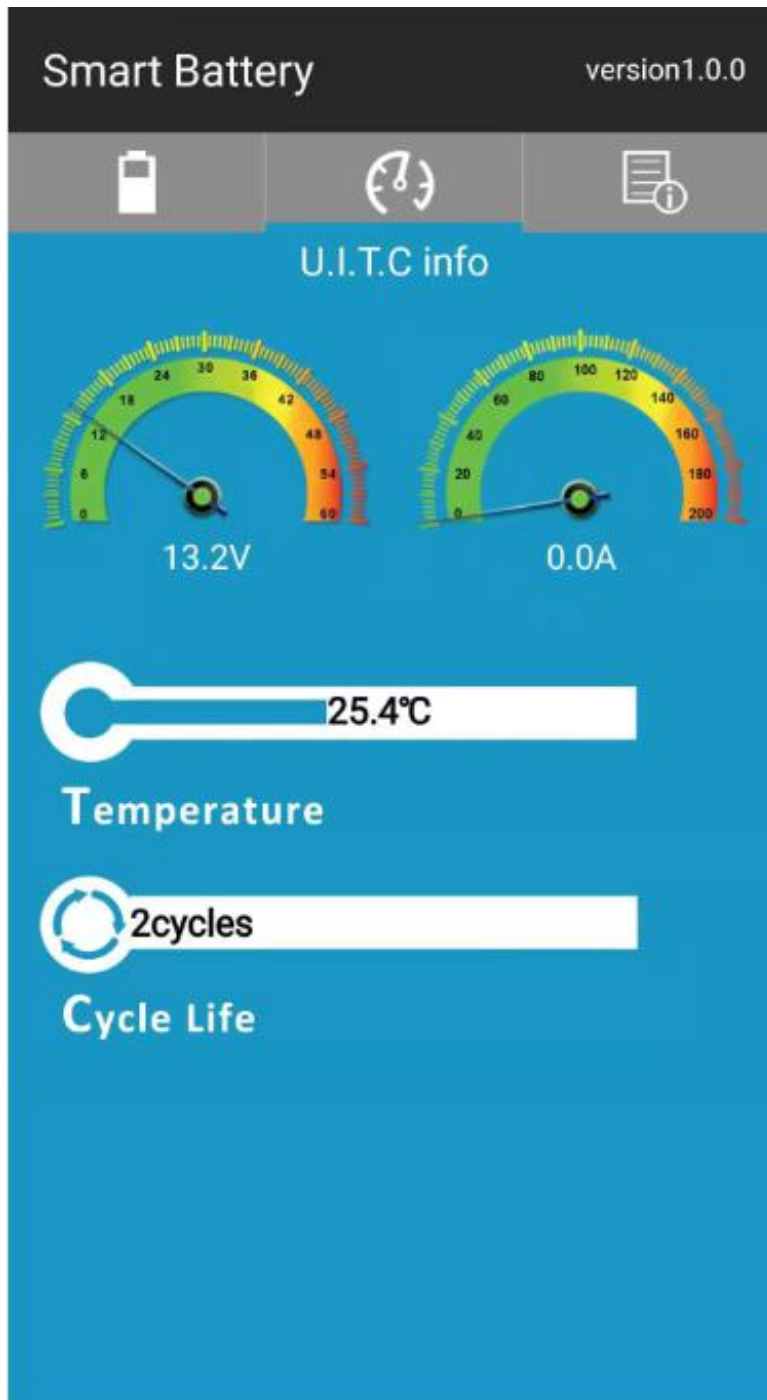 Smart Battery version1.0.0
U.I.T.C info
0 6 12 18 24 30 36 42 48 54 60
0 20 40 60 80 100 120 140 160 180 200
13.2V 0.0A
25.4℃
Temperature
2cycles
Cycle Life